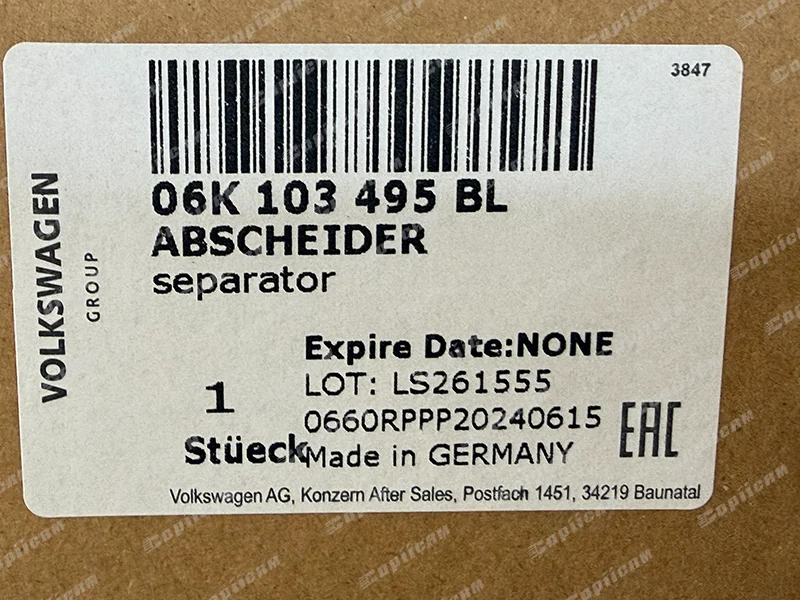 VOLKSWAGEN
GROUP
3847
06K 103 495 BL
ABSCHEIDER
separator
Expire Date:NONE
LOT: LS261555
0660RPPP20240615
1
Stüeck
Made in GERMANY
EAC
Volkswagen AG, Konzern After Sales, Postfach 1451, 34219 Baunatal